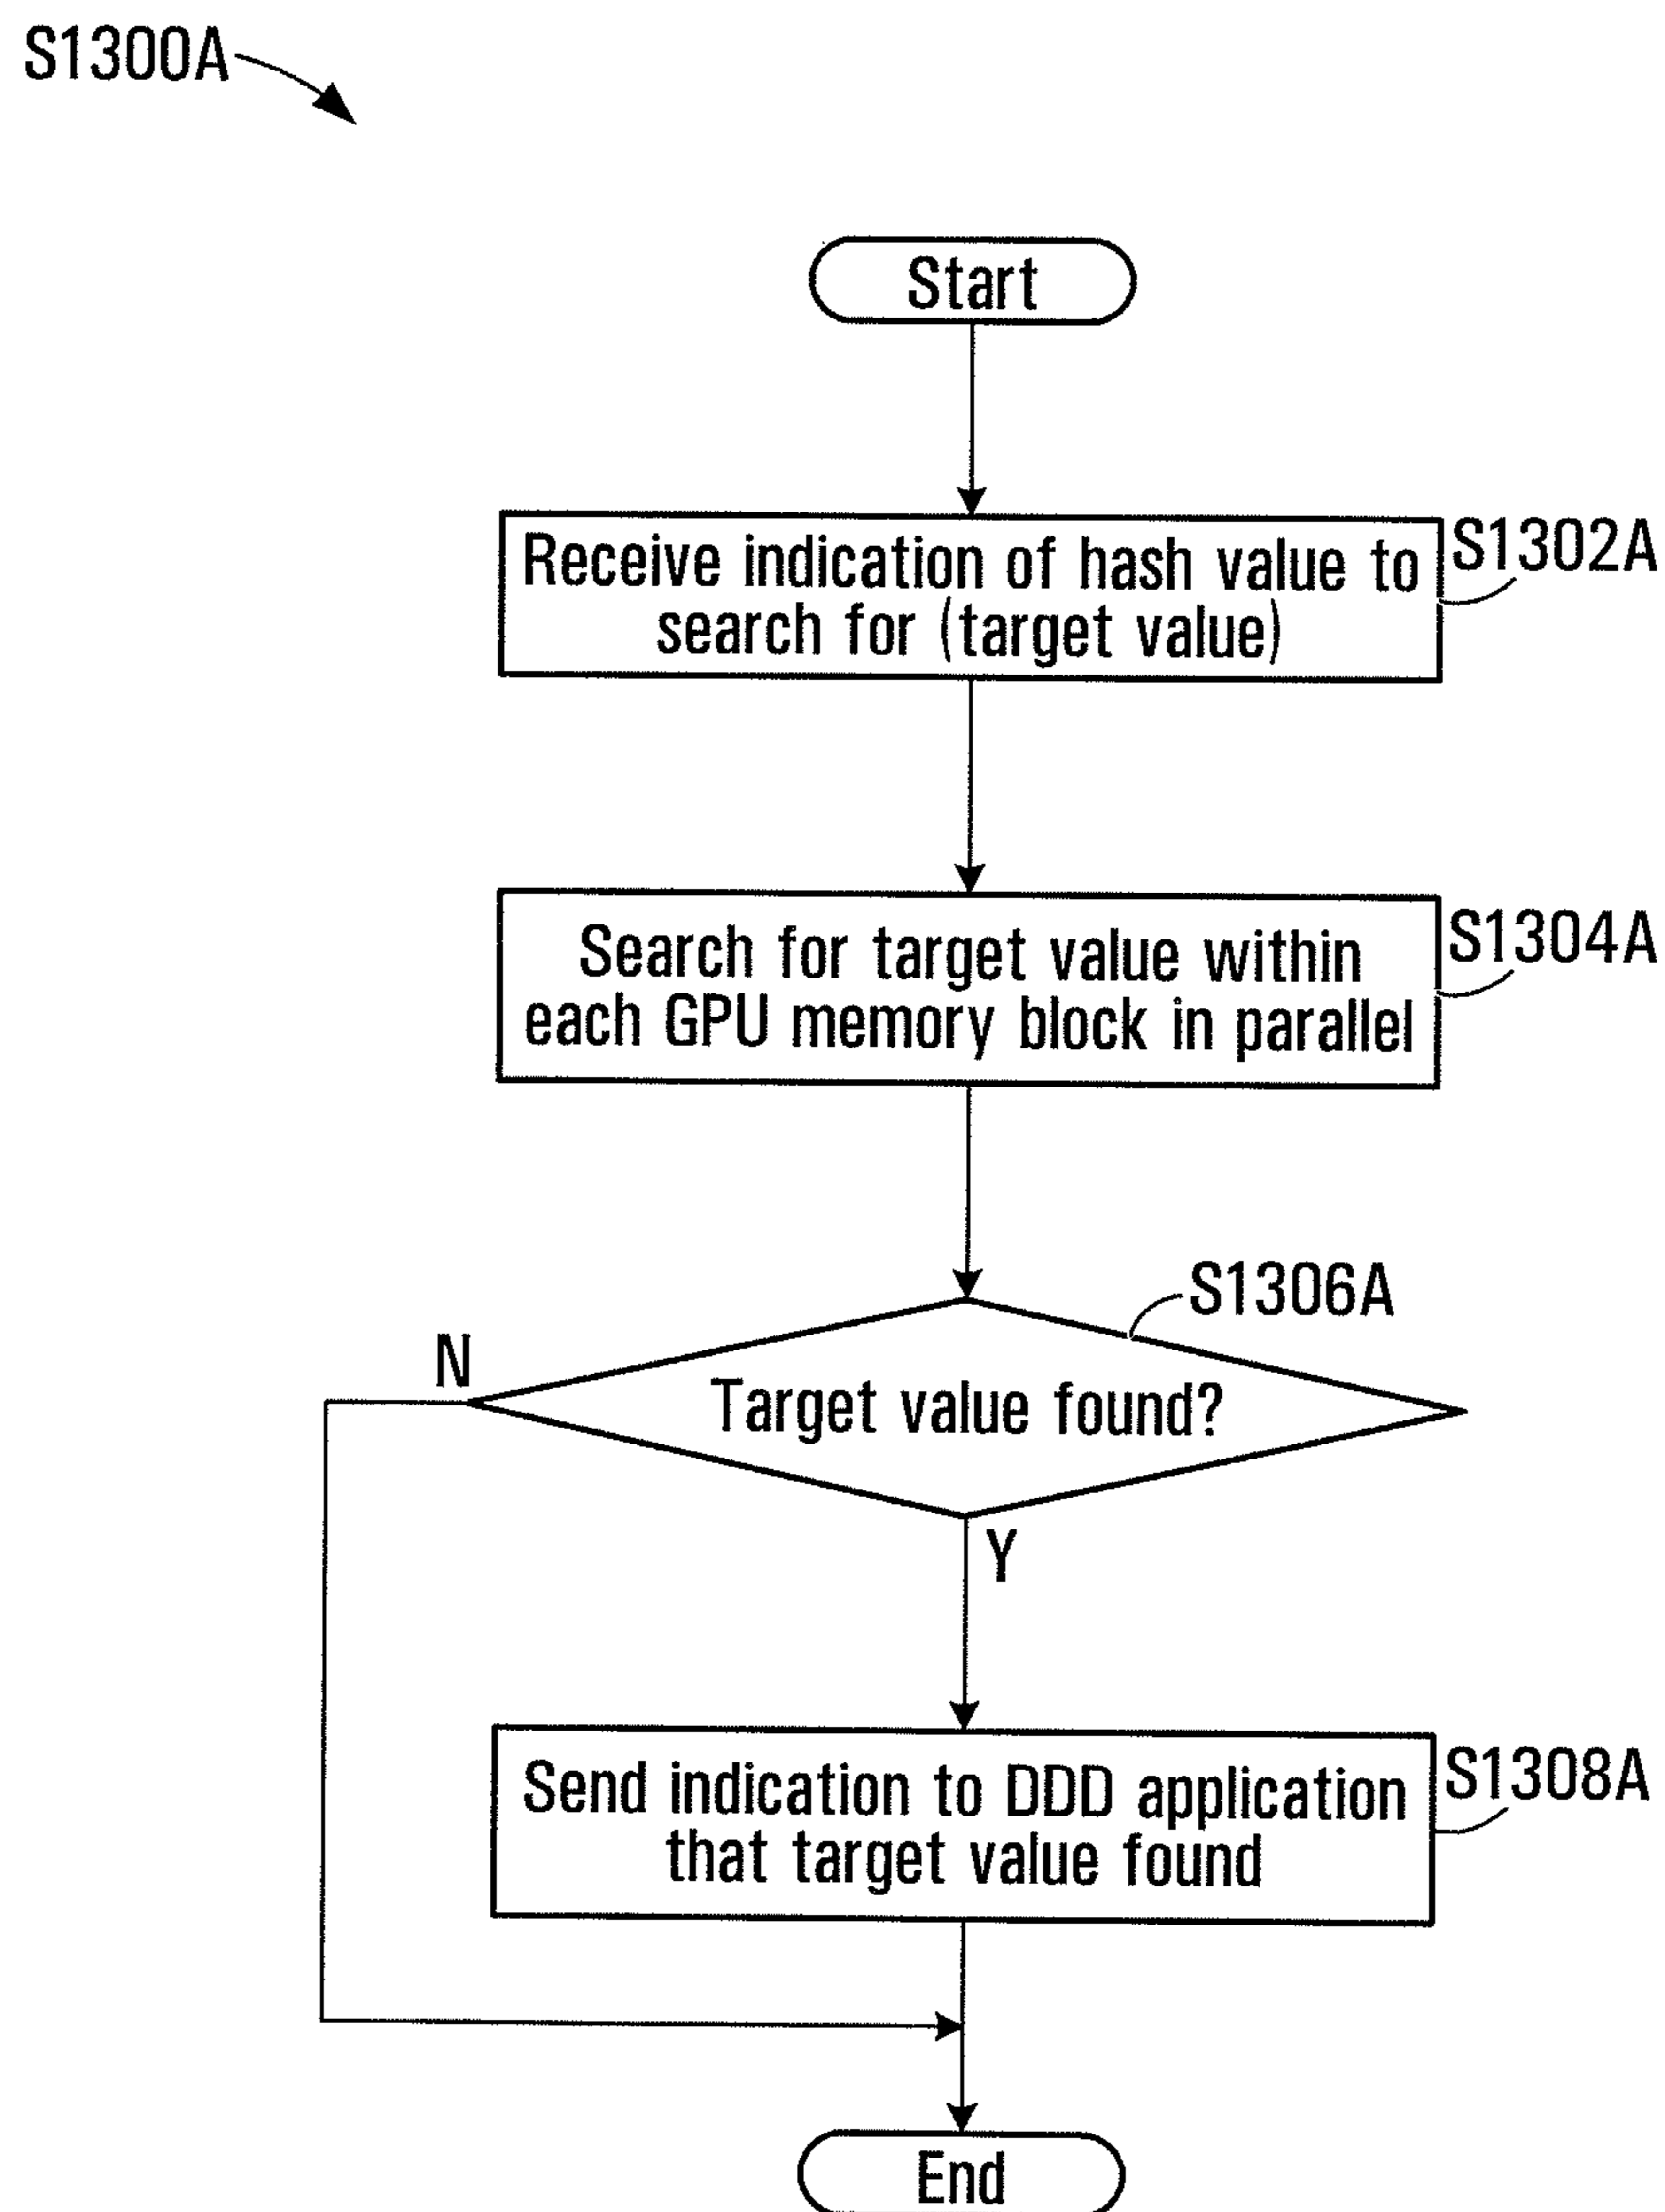 S1300A
Start
Receive indication of hash value to
search for (target value)
S1302A
Search for target value within
each GPU memory block in parallel
S1304A
S1306A
N
Target value found?
Y
Send indication to DDD application
that target value found
S1308A
End